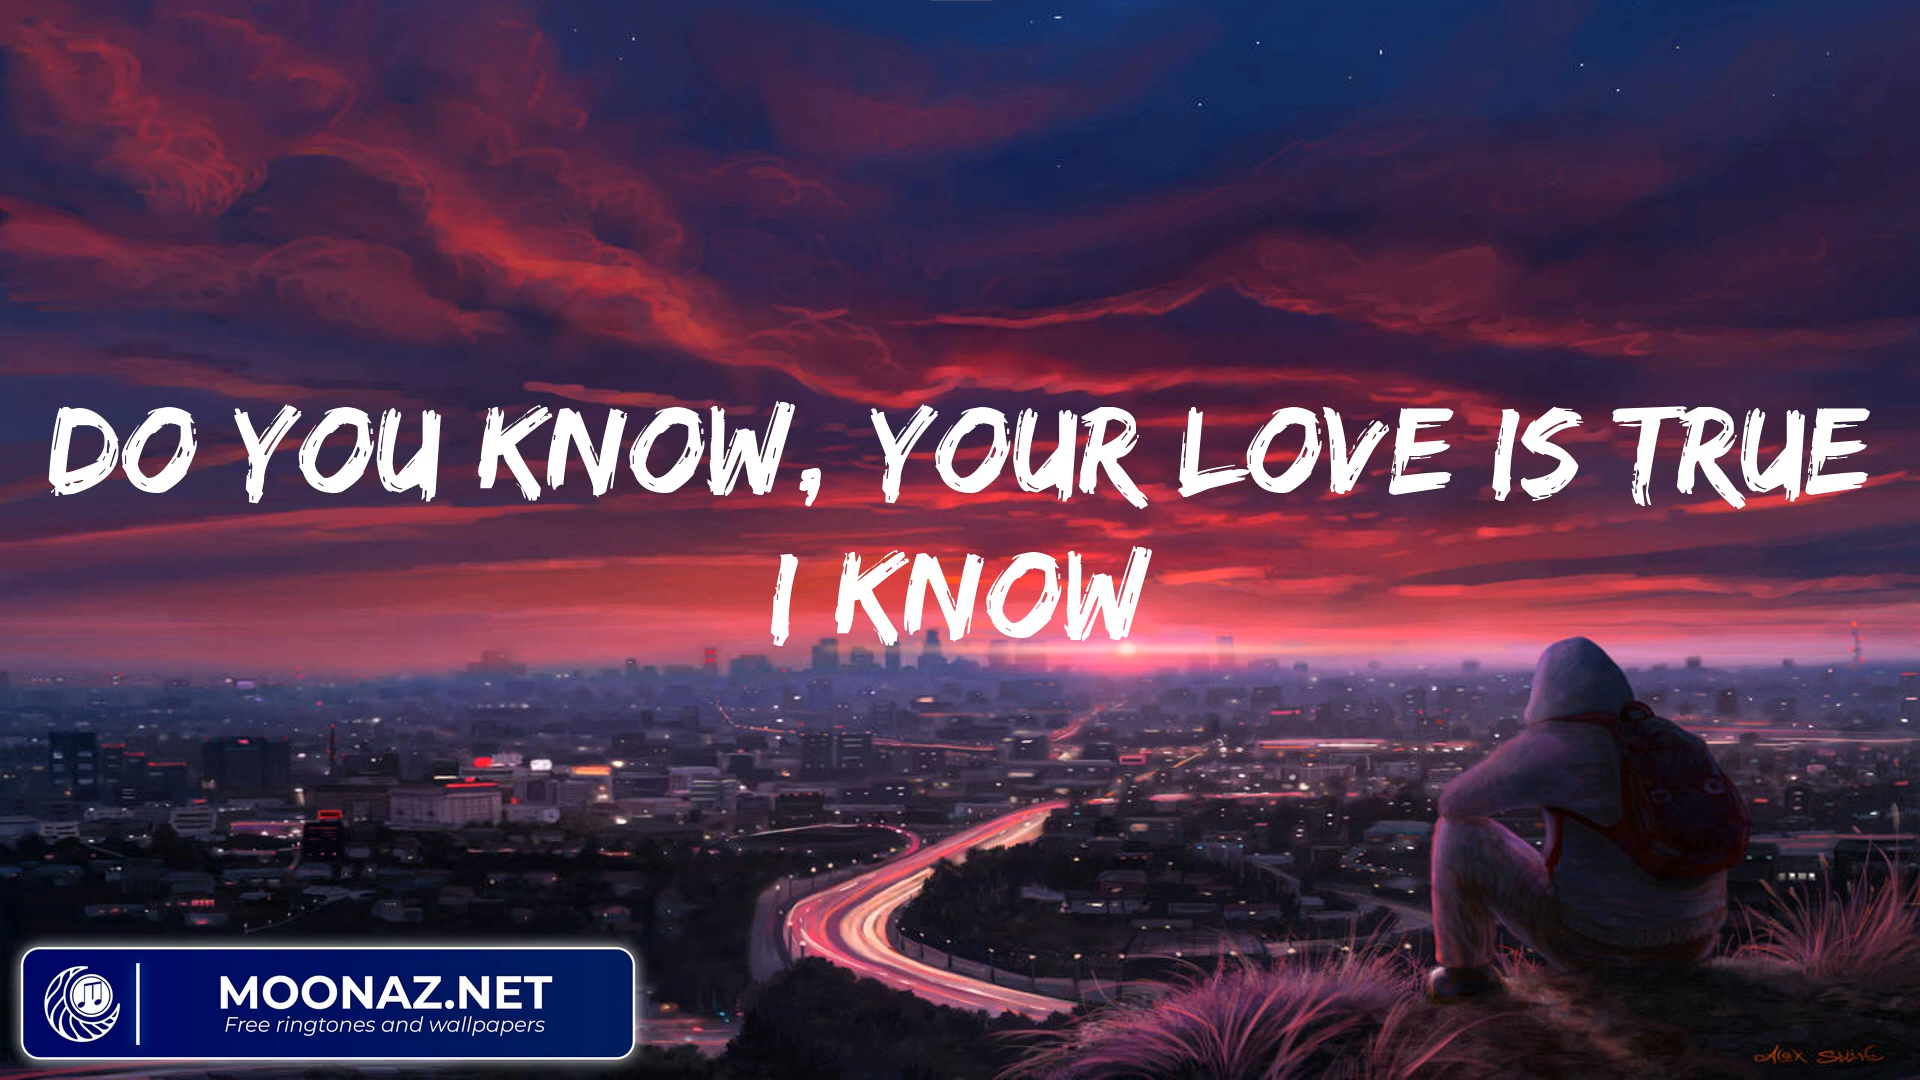 DO YOU KNOW, YOUR LOVE IS TRUE
I KNOW
MOONAZ.NET
Free ringtones and wallpapers